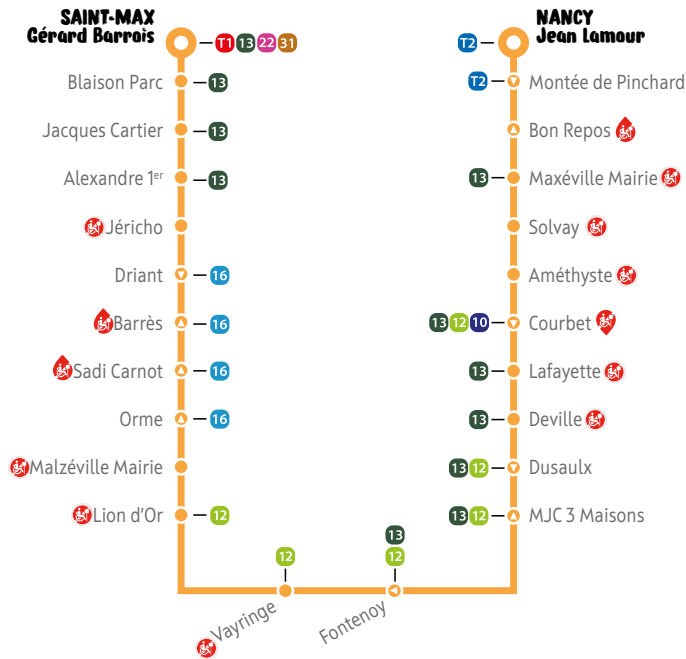 SAINT-MAX
Gérard Barrois
T1 13 22 31
Blaison Parc
13
Jacques Cartier
13
Alexandre 1er
13
Jéricho
Driant
16
Barrès
16
Sadi Carnot
16
Orme
16
Malzéville Mairie
Lion d'Or
12
12
Vayringe
13
12
Fontenoy
NANCY
Jean Lamour
T2
T2
Montée de Pinchard
Bon Repos
13
Maxéville Mairie
Solvay
Améthyste
13 12 10
Courbet
13
Lafayette
13
Deville
13 12
Dusaulx
13 12
MJC 3 Maisons